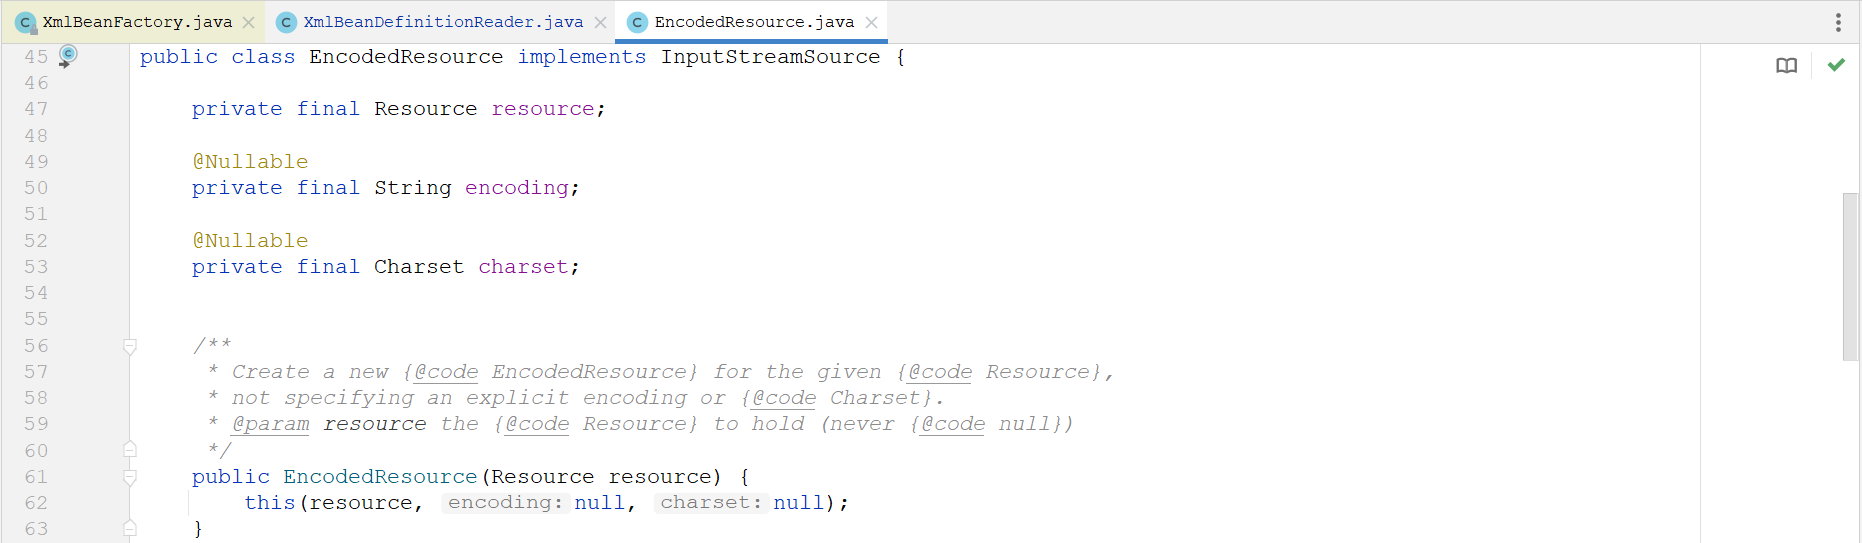 XmlBeanFactory.java XmlBeanDefinitionReader.java EncodedResource.java
45 public class EncodedResource implements InputStreamSource {
46
47 private final Resource resource;
48
49 @Nullable
50 private final String encoding;
51
52 @Nullable
53 private final Charset charset;
54
55
56 /**
57 * Create a new {@code EncodedResource} for the given {@code Resource},
58 * not specifying an explicit encoding or {@code Charset}.
59 * @param resource the {@code Resource} to hold (never {@code null})
60 */
61 public EncodedResource(Resource resource) {
62 this(resource, encoding: null, charset: null);
63 }